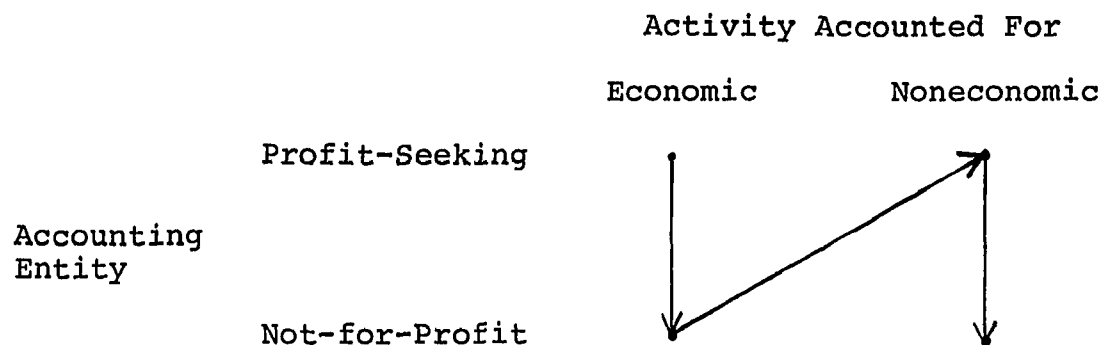 Activity Accounted For
Economic Noneconomic
Profit-Seeking
Accounting
Entity
Not-for-Profit